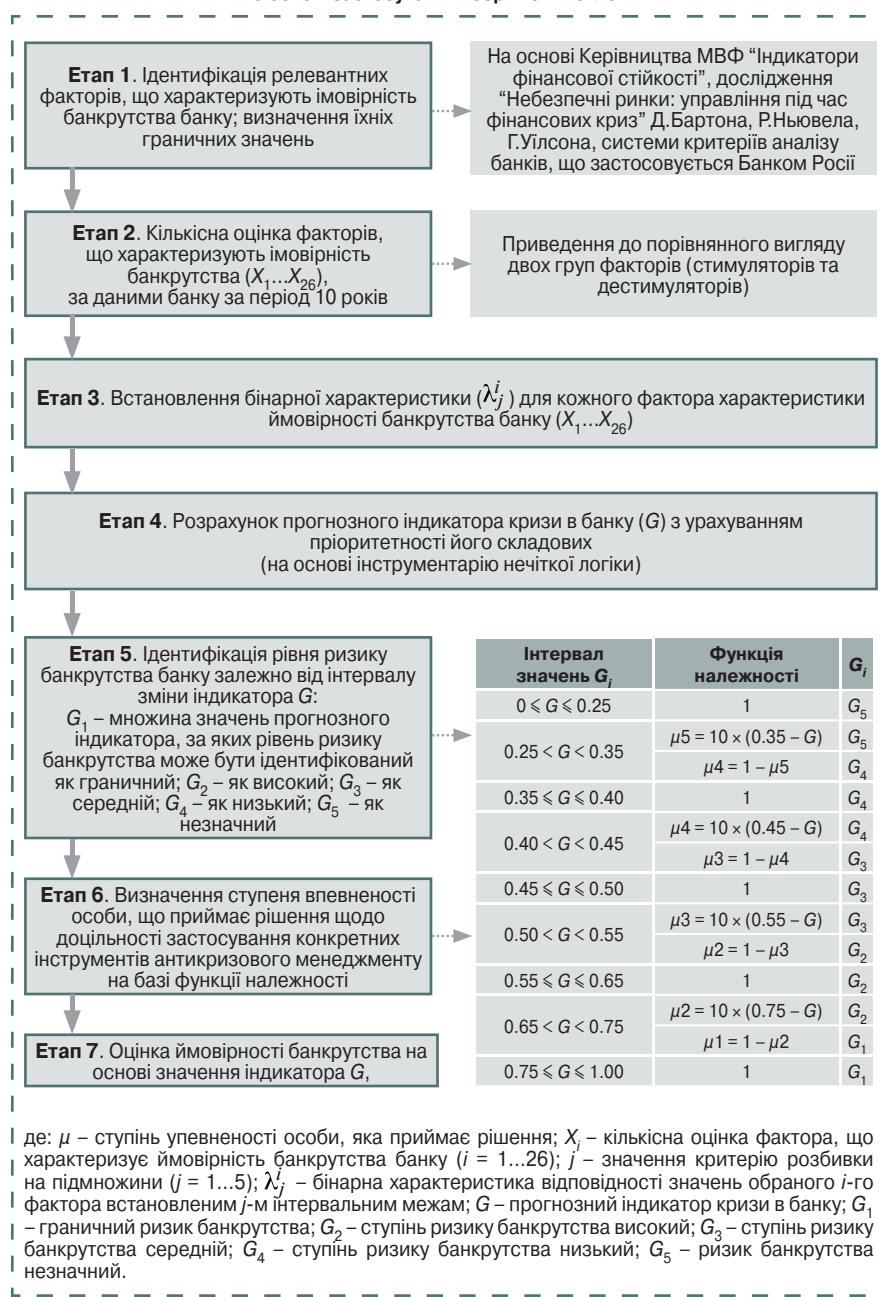 Етап 1. Ідентифікація релевантних
факторів, що характеризують імовірність
банкрутства банку; визначення їхніх
граничних значень
На основі Керівництва МВФ “Індикатори
фінансової стійкості”, дослідження
“Небезпечні ринки: управління під час
фінансових криз” Д.Бартона, Р.Ньювела,
Г.Уїлсона, системи критеріїв аналізу
банків, що застосовується Банком Росії
Етап 2. Кількісна оцінка факторів,
що характеризують імовірність
банкрутства (X₁...X₂₆),
за даними банку за період 10 років
Приведення до порівнянного вигляду
двох груп факторів (стимуляторів та
дестимуляторів)
Етап 3. Встановлення бінарної характеристики (λʲᵢ) для кожного фактора характеристики
ймовірності банкрутства банку (X₁...X₂₆)
Етап 4. Розрахунок прогнозного індикатора кризи в банку (G) з урахуванням
пріоритетності його складових
(на основі інструментарію нечіткої логіки)
Етап 5. Ідентифікація рівня ризику
банкрутства банку залежно від інтервалу
зміни індикатора G:
G₁ – множина значень прогнозного
індикатора, за яких рівень ризику
банкрутства може бути ідентифікований
як граничний; G₂ – як високий; G₃ – як
середній; G₄ – як низький; G₅ – як
незначний
Етап 6. Визначення ступеня впевненості
особи, що приймає рішення щодо
доцільності застосування конкретних
інструментів антикризового менеджменту
на базі функції належності
Етап 7. Оцінка ймовірності банкрутства на
основі значення індикатора G,
Інтервал значень Gᵢ Функція належності Gᵢ
0 ⩽ G ⩽ 0.25 1 G₅
0.25 < G < 0.35 μ5 = 10 × (0.35 – G) G₅
μ4 = 1 – μ5 G₄
0.35 ⩽ G ⩽ 0.40 1 G₄
0.40 < G < 0.45 μ4 = 10 × (0.45 – G) G₄
μ3 = 1 – μ4 G₃
0.45 ⩽ G ⩽ 0.50 1 G₃
0.50 < G < 0.55 μ3 = 10 × (0.55 – G) G₃
μ2 = 1 – μ3 G₂
0.55 ⩽ G ⩽ 0.65 1 G₂
0.65 < G < 0.75 μ2 = 10 × (0.75 – G) G₂
μ1 = 1 – μ2 G₁
0.75 ⩽ G ⩽ 1.00 1 G₁
де: μ – ступінь упевненості особи, яка приймає рішення; Xᵢ – кількісна оцінка фактора, що
характеризує ймовірність банкрутства банку (i = 1...26); j – значення критерію розбивки
на підмножини (j = 1...5); λⁱⱼ – бінарна характеристика відповідності значень обраного i-го
фактора встановленим j-м інтервальним межам; G – прогнозний індикатор кризи в банку; G₁
– граничний ризик банкрутства; G₂ – ступінь ризику банкрутства високий; G₃ – ступінь ризику
банкрутства середній; G₄ – ступінь ризику банкрутства низький; G₅ – ризик банкрутства
незначний.